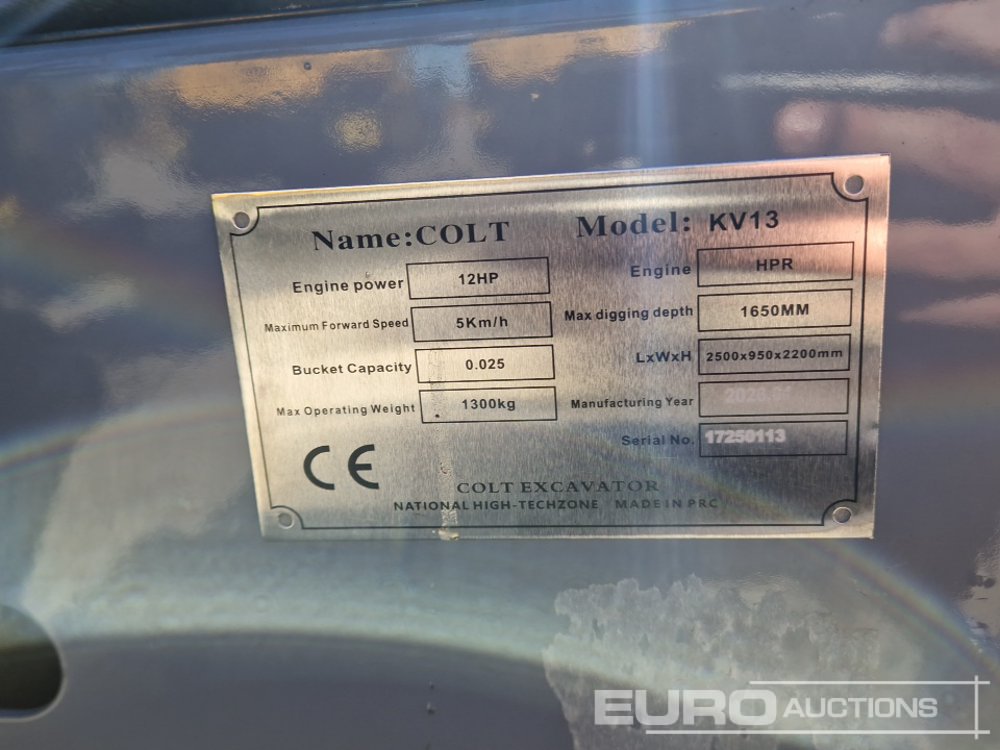 Name:COLT Model: KV13
Engine power 12HP Engine HPR
Maximum Forward Speed 5Km/h Max digging depth 1650MM
Bucket Capacity 0.025 LxWxH 2500x950x2200mm
Max Operating Weight 1300kg Manufacturing Year
Serial No. 17250113
CE
COLT EXCAVATOR
NATIONAL HIGH-TECHZONE MADE IN PRC
EURO AUCTIONS